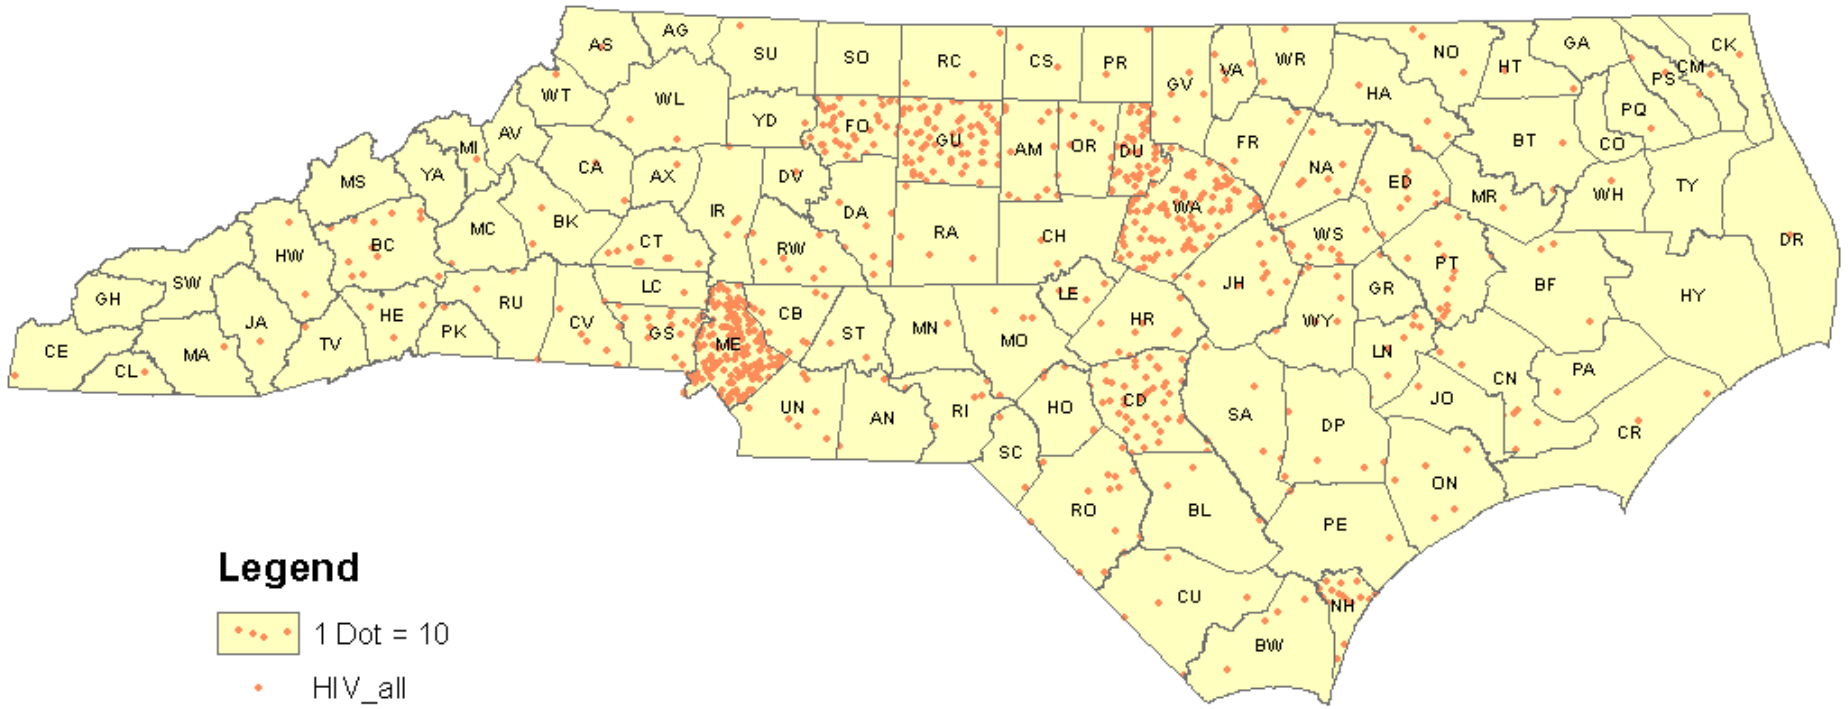 AS
AG
SU
SO
RC
CS
PR
GV
VA
WR
HA
NO
HT
GA
PS
CM
CK
WT
WL
YD
FO
GU
AM
OR
DU
FR
NA
ED
BT
CO
PQ
MI
AV
CA
AX
IR
DV
DA
RA
CH
WA
WS
MR
WH
TY
DR
MS
YA
MC
BK
CT
RW
LE
JH
PT
BF
HY
HW
BC
LC
GR
GH
SW
JA
TV
HE
PK
RU
CV
GS
ME
CB
ST
MN
MO
HR
WY
LN
CN
PA
CE
CL
MA
UN
AN
RI
SC
HO
CD
SA
DP
JO
CR
RO
BL
PE
ON
CU
BW
NH
Legend
1 Dot = 10
HIV_all